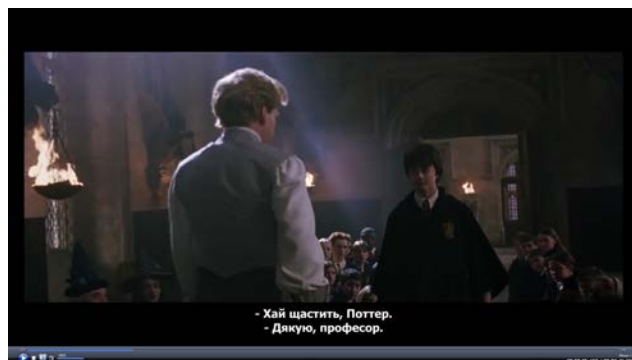 - Хай щастить, Поттер.
- Дякую, професор.